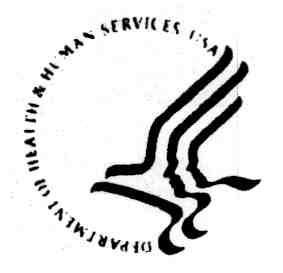 DEPARTMENT OF HEALTH & HUMAN SERVICES USA